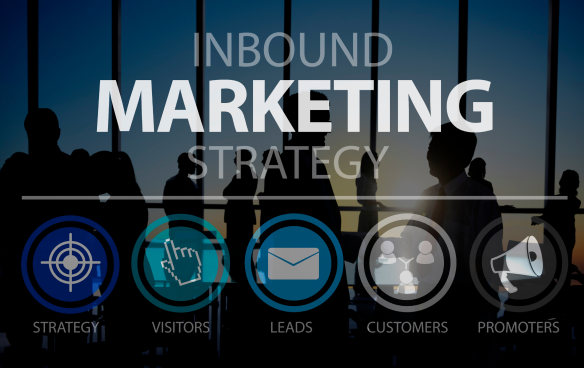 INBOUND
MARKETING
STRATEGY
STRATEGY
VISITORS
LEADS
CUSTOMERS
PROMOTERS